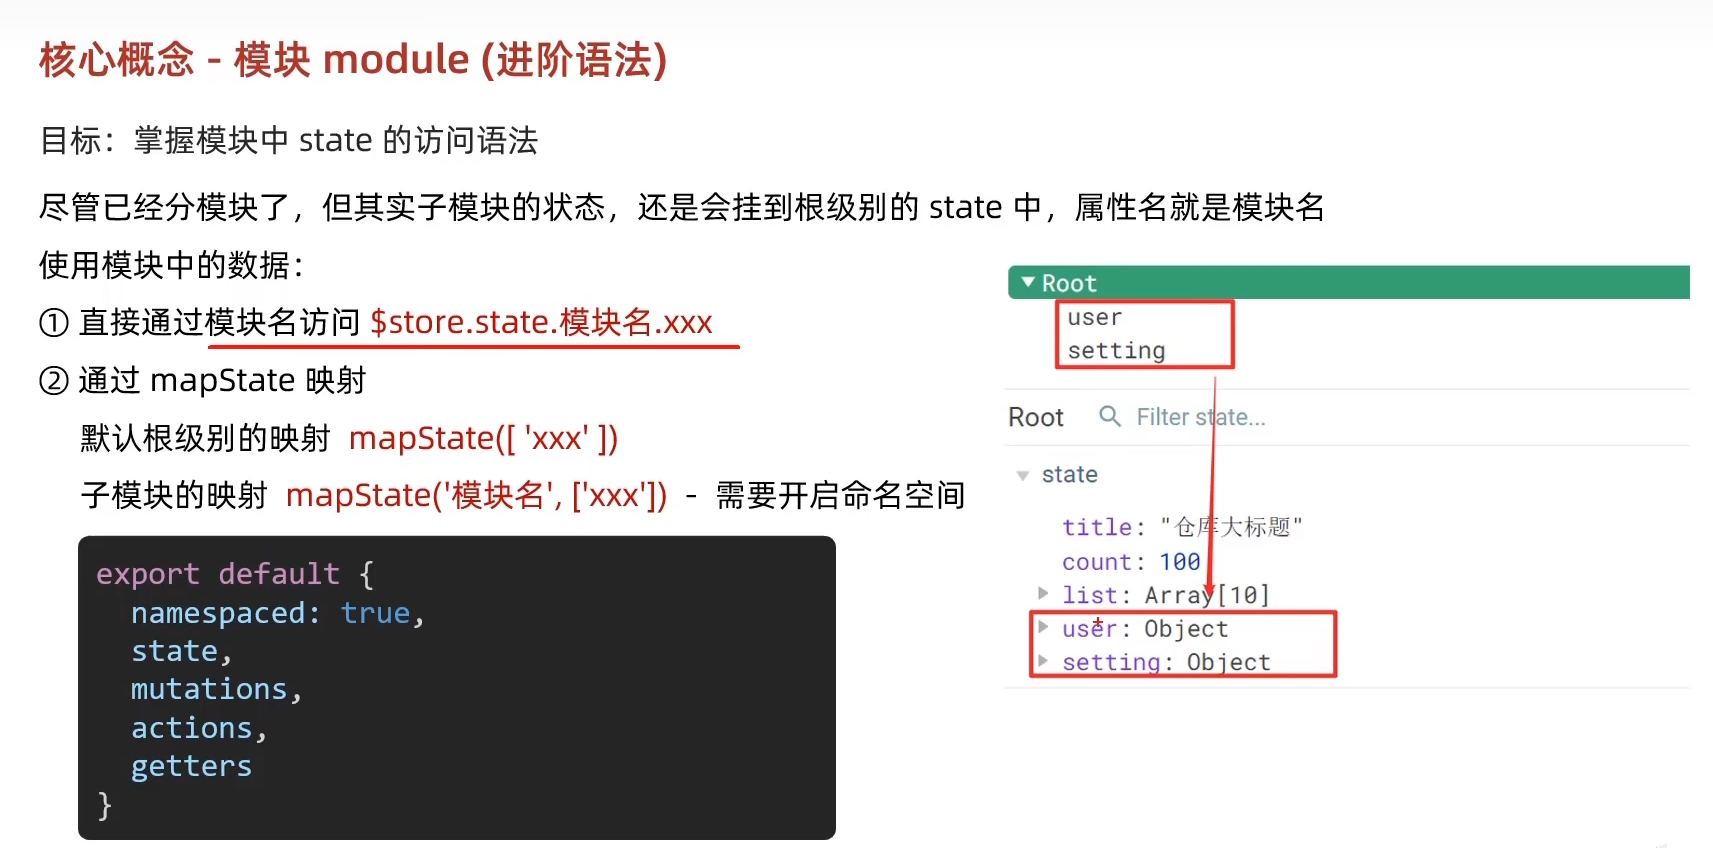 核心概念 - 模块 module (进阶语法)
目标：掌握模块中 state 的访问语法
尽管已经分模块了，但其实子模块的状态，还是会挂到根级别的 state 中，属性名就是模块名
使用模块中的数据：
① 直接通过模块名访问 $store.state.模块名.xxx
② 通过 mapState 映射
默认根级别的映射 mapState([ 'xxx' ])
子模块的映射 mapState('模块名', ['xxx']) - 需要开启命名空间
export default {
namespaced: true,
state,
mutations,
actions,
getters
}
Root
user
setting
Root Filter state...
state
title: "仓库大标题"
count: 100
list: Array[10]
user: Object
setting: Object